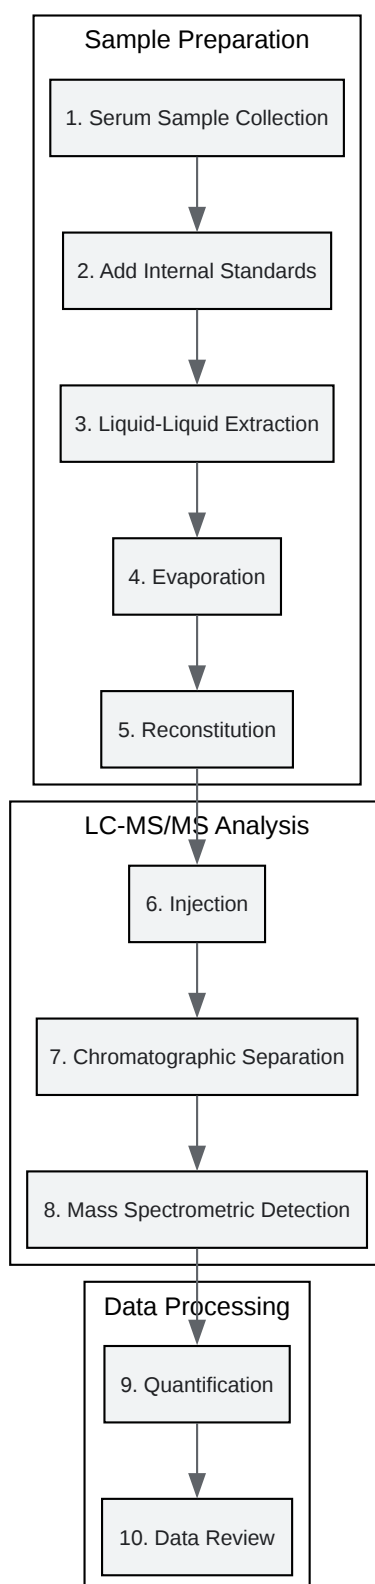 Sample Preparation
1. Serum Sample Collection
2. Add Internal Standards
3. Liquid-Liquid Extraction
4. Evaporation
5. Reconstitution
LC-MS/MS Analysis
6. Injection
7. Chromatographic Separation
8. Mass Spectrometric Detection
Data Processing
9. Quantification
10. Data Review